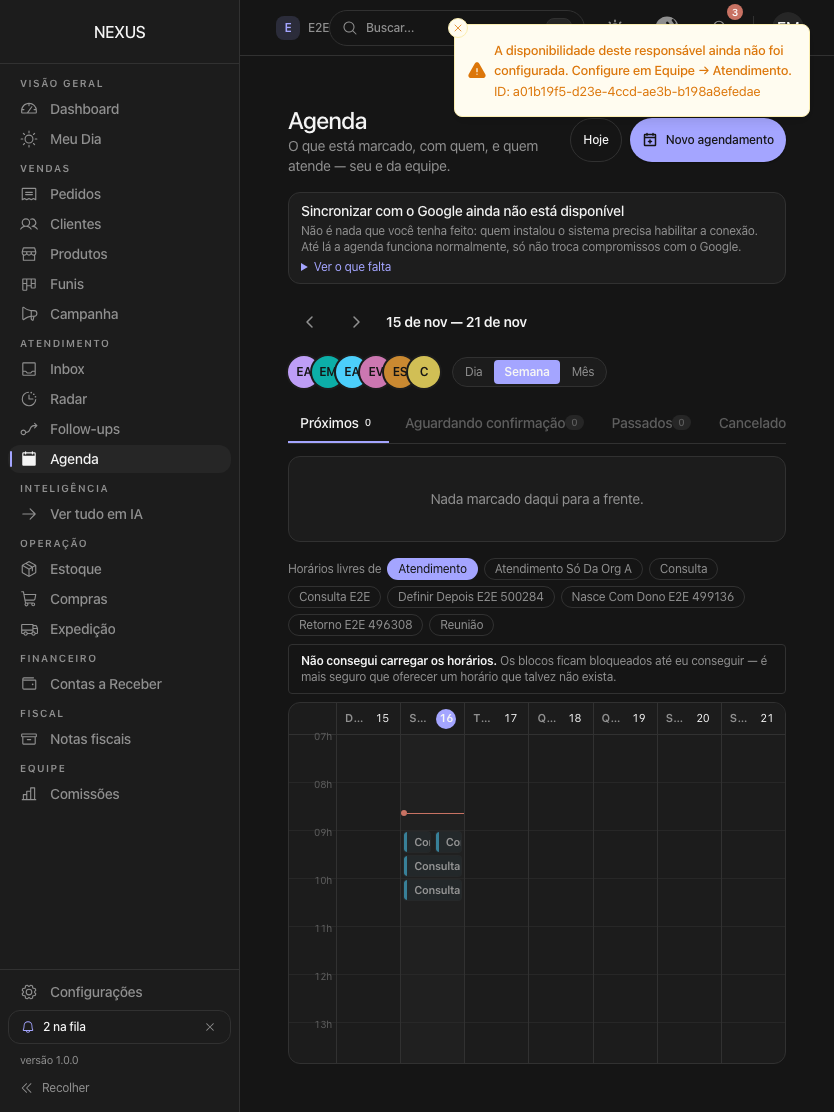 NEXUS
VISÃO GERAL
Dashboard
Meu Dia
VENDAS
Pedidos
Clientes
Produtos
Funis
Campanha
ATENDIMENTO
Inbox
Radar
Follow-ups
Agenda
INTELIGÊNCIA
Ver tudo em IA
OPERAÇÃO
Estoque
Compras
Expedição
FINANCEIRO
Contas a Receber
FISCAL
Notas fiscais
EQUIPE
Comissões
Configurações
2 na fila
versão 1.0.0
Recolher
E E2E Buscar...
3
A disponibilidade deste responsável ainda não foi
configurada. Configure em Equipe → Atendimento.
ID: a01b19f5-d23e-4ccd-ae3b-b198a8efedae
Agenda
O que está marcado, com quem, e quem
atende — seu e da equipe.
Hoje
Novo agendamento
Sincronizar com o Google ainda não está disponível
Não é nada que você tenha feito: quem instalou o sistema precisa habilitar a conexão.
Até lá a agenda funciona normalmente, só não troca compromissos com o Google.
Ver o que falta
15 de nov — 21 de nov
EA EM EA EV ES C Dia Semana Mês
Próximos 0 Aguardando confirmação 0 Passados 0 Cancelado
Nada marcado daqui para a frente.
Horários livres de Atendimento Atendimento Só Da Org A Consulta
Consulta E2E Definir Depois E2E 500284 Nasce Com Dono E2E 499136
Retorno E2E 496308 Reunião
Não consegui carregar os horários. Os blocos ficam bloqueados até eu conseguir — é
mais seguro que oferecer um horário que talvez não exista.
D... 15 S... 16 T... 17 Q... 18 Q... 19 S... 20 S... 21
07h
08h
09h
Co Co
Consulta
10h Consulta
11h
12h
13h